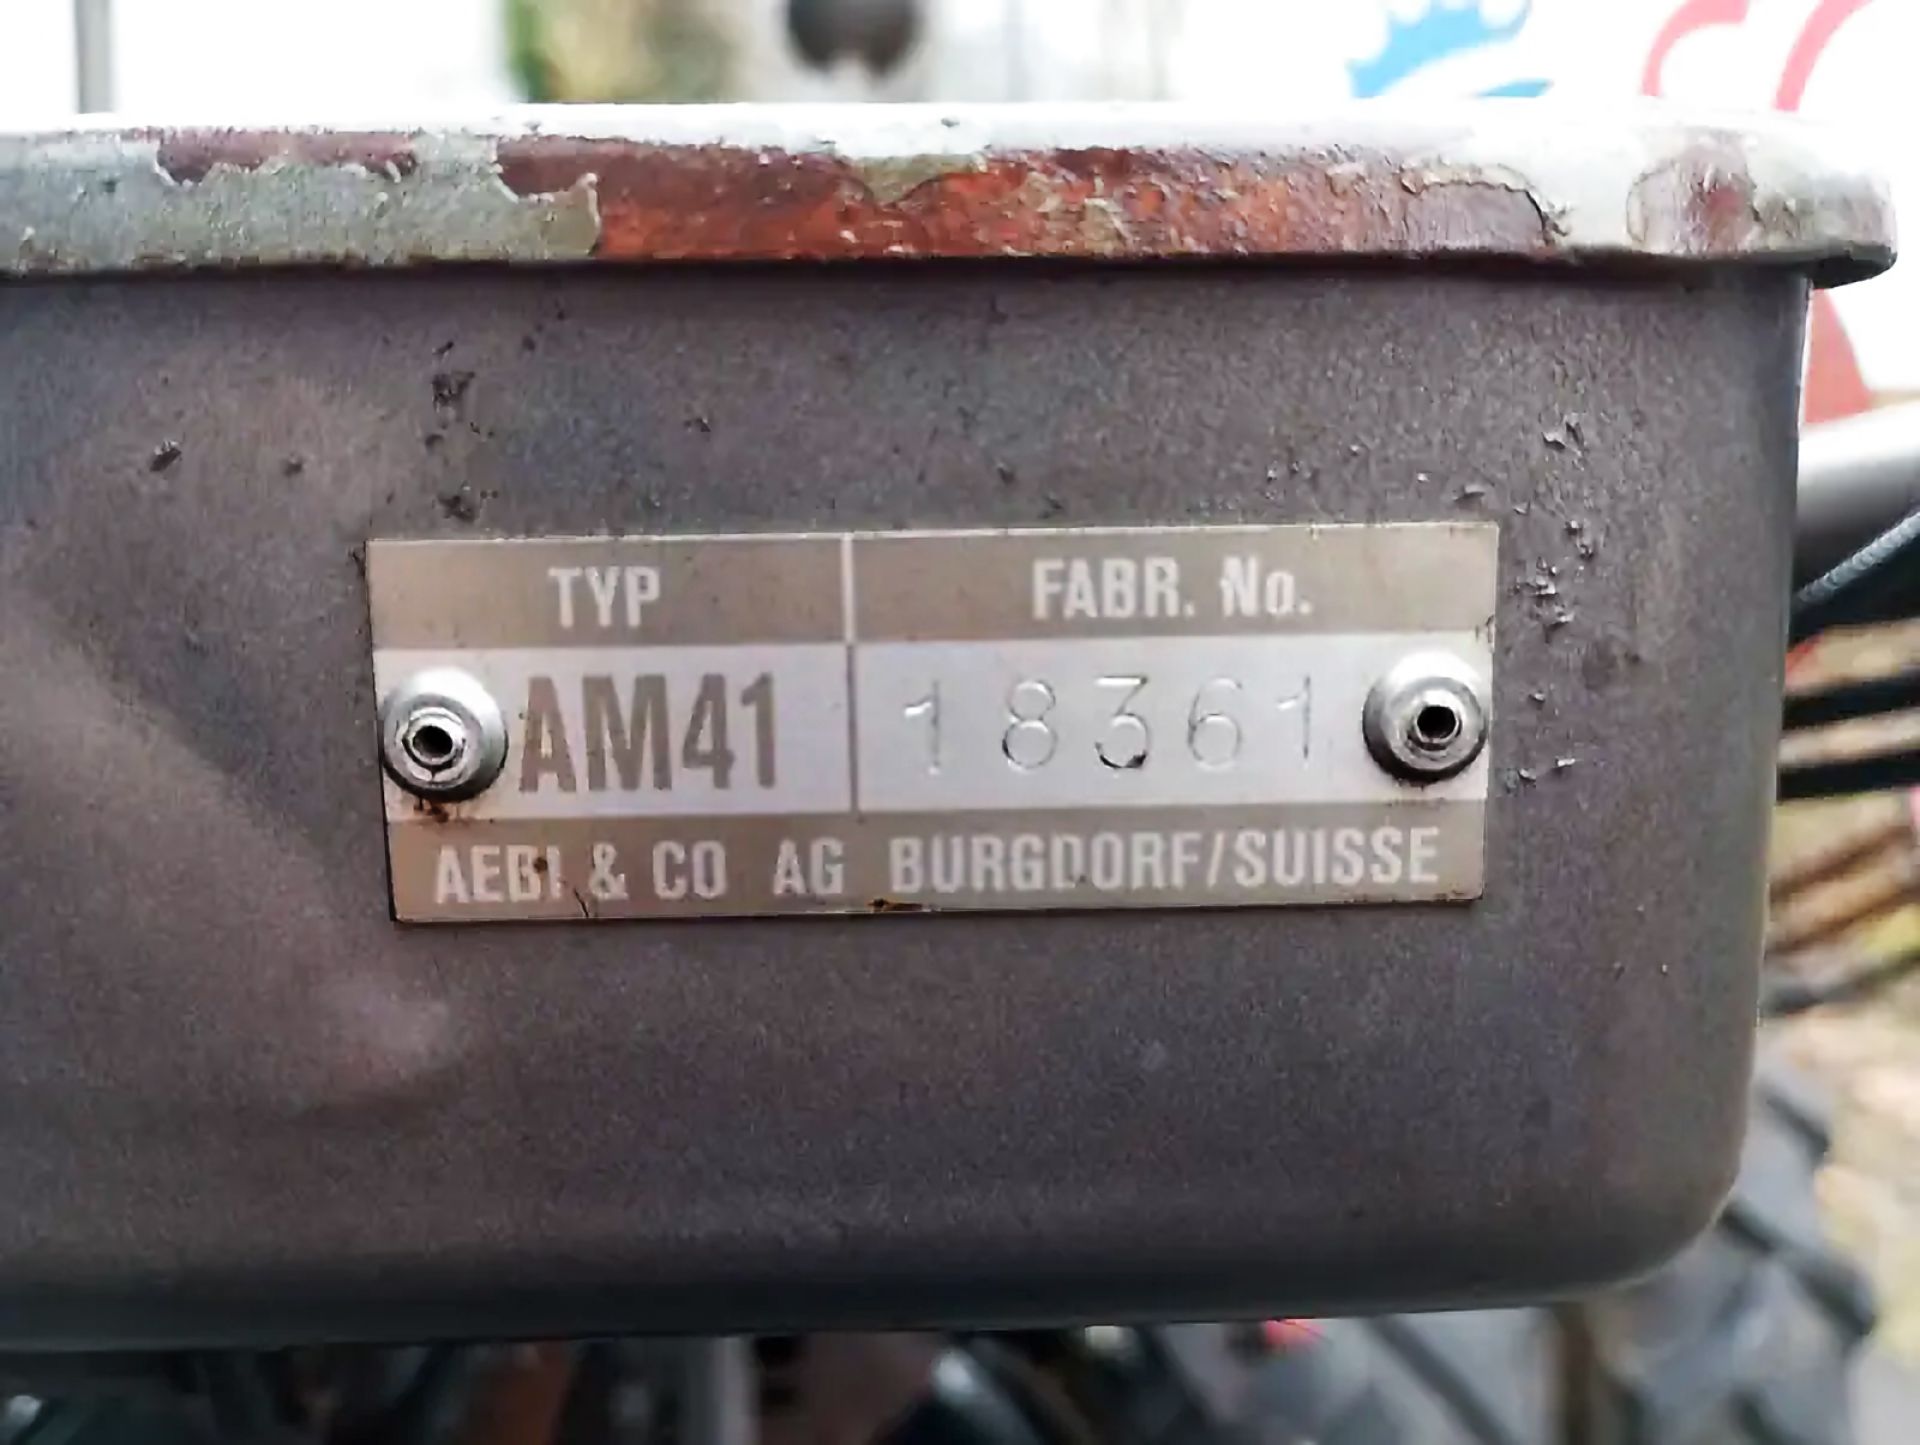 TYP FABR. No.
AM41 18361
AEBI & CO AG BURGDORF/SUISSE